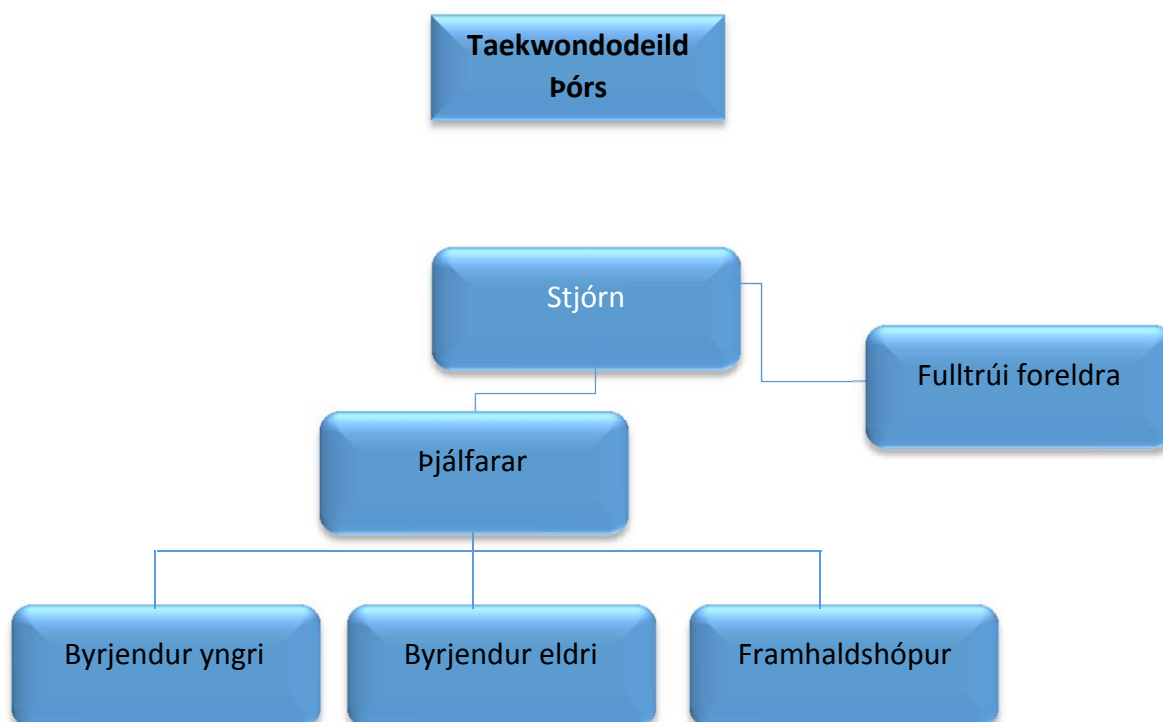 Taekwondodeild
Þórs
Stjórn
Fulltrúi foreldra
Þjálfarar
Byrjendur yngri
Byrjendur eldri
Framhaldshópur